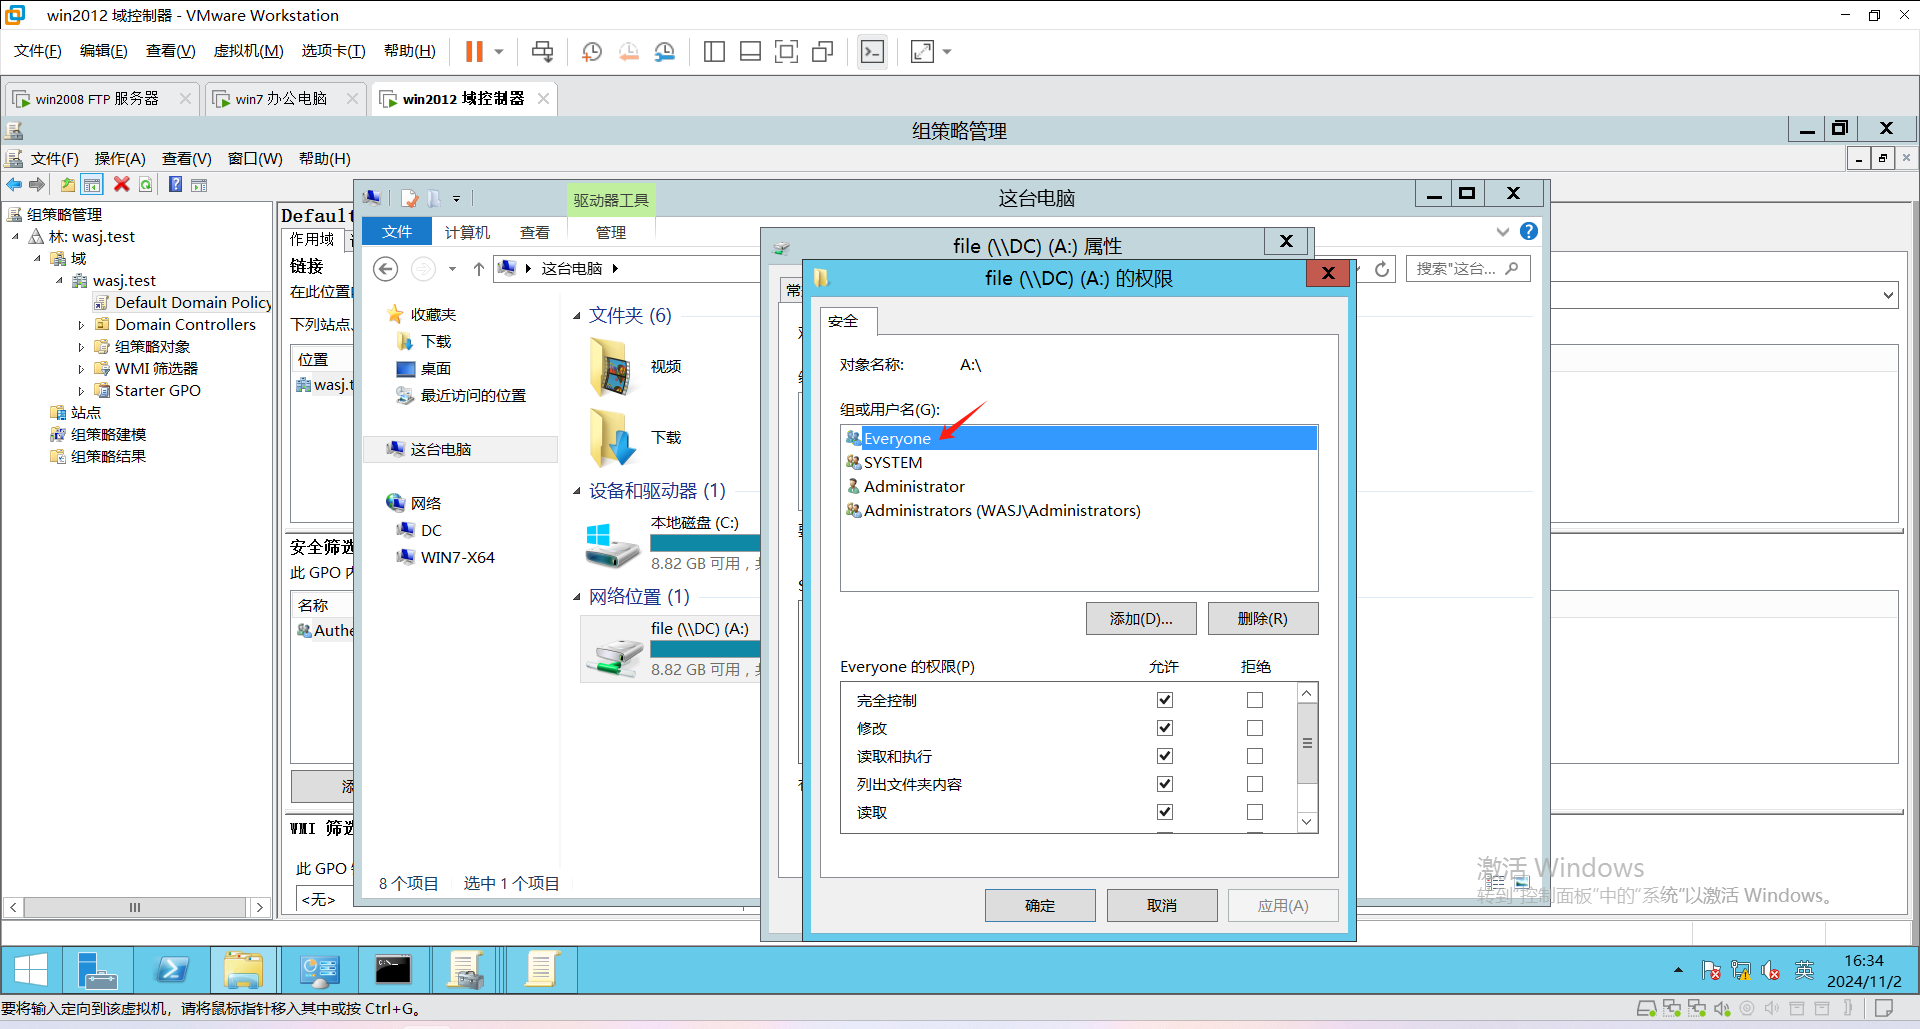 win2012 域控制器 - VMware Workstation
文件(F) 编辑(E) 查看(V) 虚拟机(M) 选项卡(T) 帮助(H)
win2008 FTP 服务器 win7 办公电脑 win2012 域控制器
组策略管理
文件(F) 操作(A) 查看(V) 窗口(W) 帮助(H)
组策略管理
林: wasj.test
域
wasj.test
Default Domain Policy
Domain Controllers
组策略对象
WMI 筛选器
Starter GPO
站点
组策略建模
组策略结果
Default
作用域
链接
在此位置
下列站点
位置
wasj.t
安全筛选
此 GPO
名称
Authe
添
WMI 筛选
此 GPO
<无>
驱动器工具
这台电脑
文件 计算机 查看 管理
这台电脑
搜索"这台...
收藏夹
下载
桌面
最近访问的位置
这台电脑
网络
DC
WIN7-X64
文件夹 (6)
视频
下载
设备和驱动器 (1)
本地磁盘 (C:)
8.82 GB 可用，
网络位置 (1)
file (\\DC) (A:)
8.82 GB 可用，
8 个项目 选中 1 个项目
file (\\DC) (A:) 属性
file (\\DC) (A:) 的权限
安全
对象名称: A:\
组或用户名(G):
Everyone
SYSTEM
Administrator
Administrators (WASJ\Administrators)
添加(D)... 删除(R)
Everyone 的权限(P) 允许 拒绝
完全控制
修改
读取和执行
列出文件夹内容
读取
确定 取消 应用(A)
激活 Windows
转到"控制面板"中的"系统"以激活 Windows。
英
16:34
2024/11/2
要将输入定向到该虚拟机，请将鼠标指针移入其中或按 Ctrl+G。